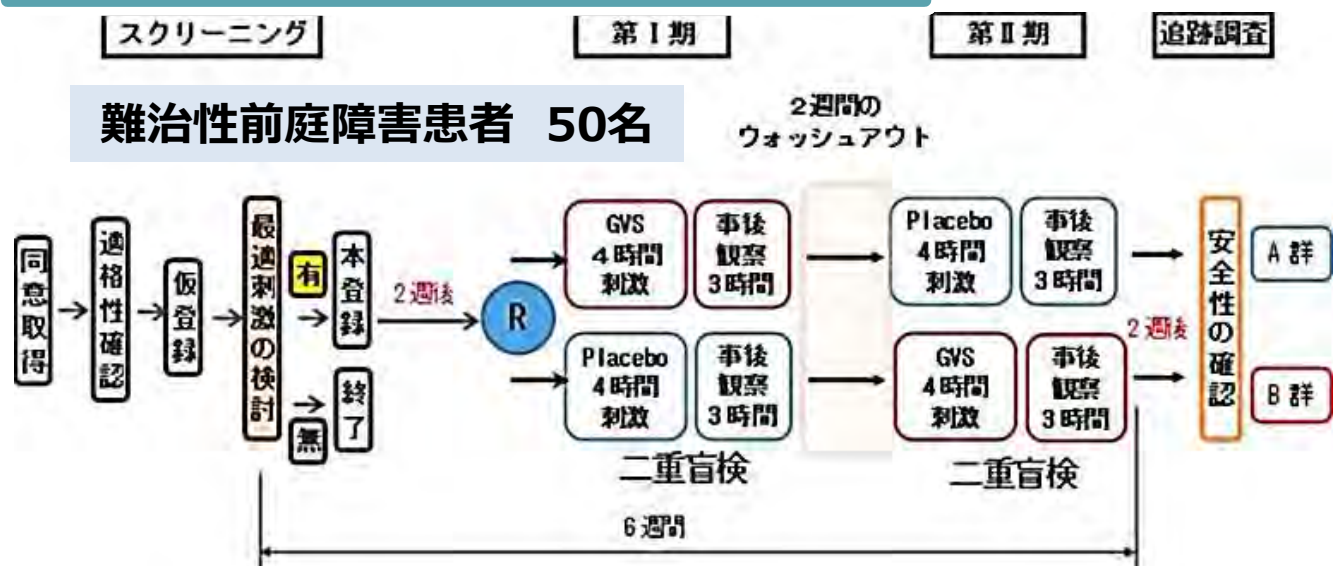 スクリーニング
第Ⅰ期
第Ⅱ期
追跡調査
難治性前庭障害患者 50名
2週間の
ウォッシュアウト
同意取得
適格性確認
仮登録
最適刺激の検討
有
本登録
無
終了
2週後
R
GVS
4時間
刺激
事後
観察
3時間
Placebo
4時間
刺激
事後
観察
3時間
二重盲検
Placebo
4時間
刺激
事後
観察
3時間
GVS
4時間
刺激
事後
観察
3時間
二重盲検
2週後
安全性の確認
A群
B群
6週間